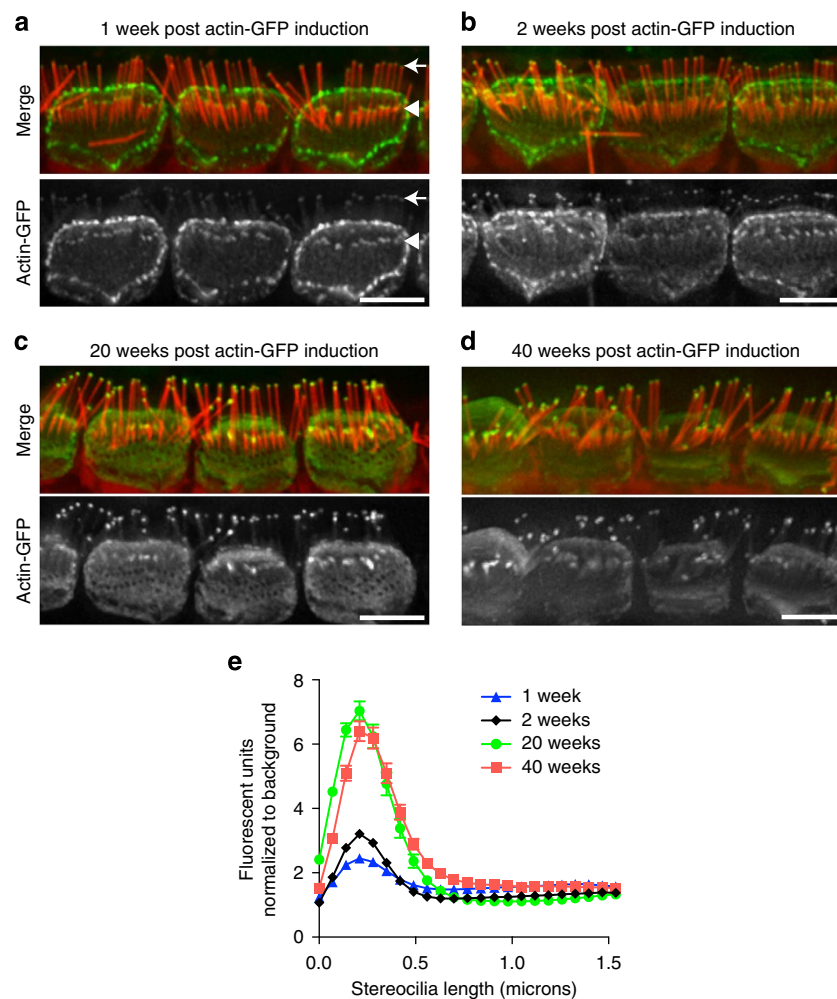 a
1 week post actin-GFP induction
Merge
Actin-GFP
b
2 weeks post actin-GFP induction
c
20 weeks post actin-GFP induction
Merge
Actin-GFP
d
40 weeks post actin-GFP induction
e
8
6
4
2
0
Fluorescent units
normalized to background
1 week
2 weeks
20 weeks
40 weeks
0.0
0.5
1.0
1.5
Stereocilia length (microns)